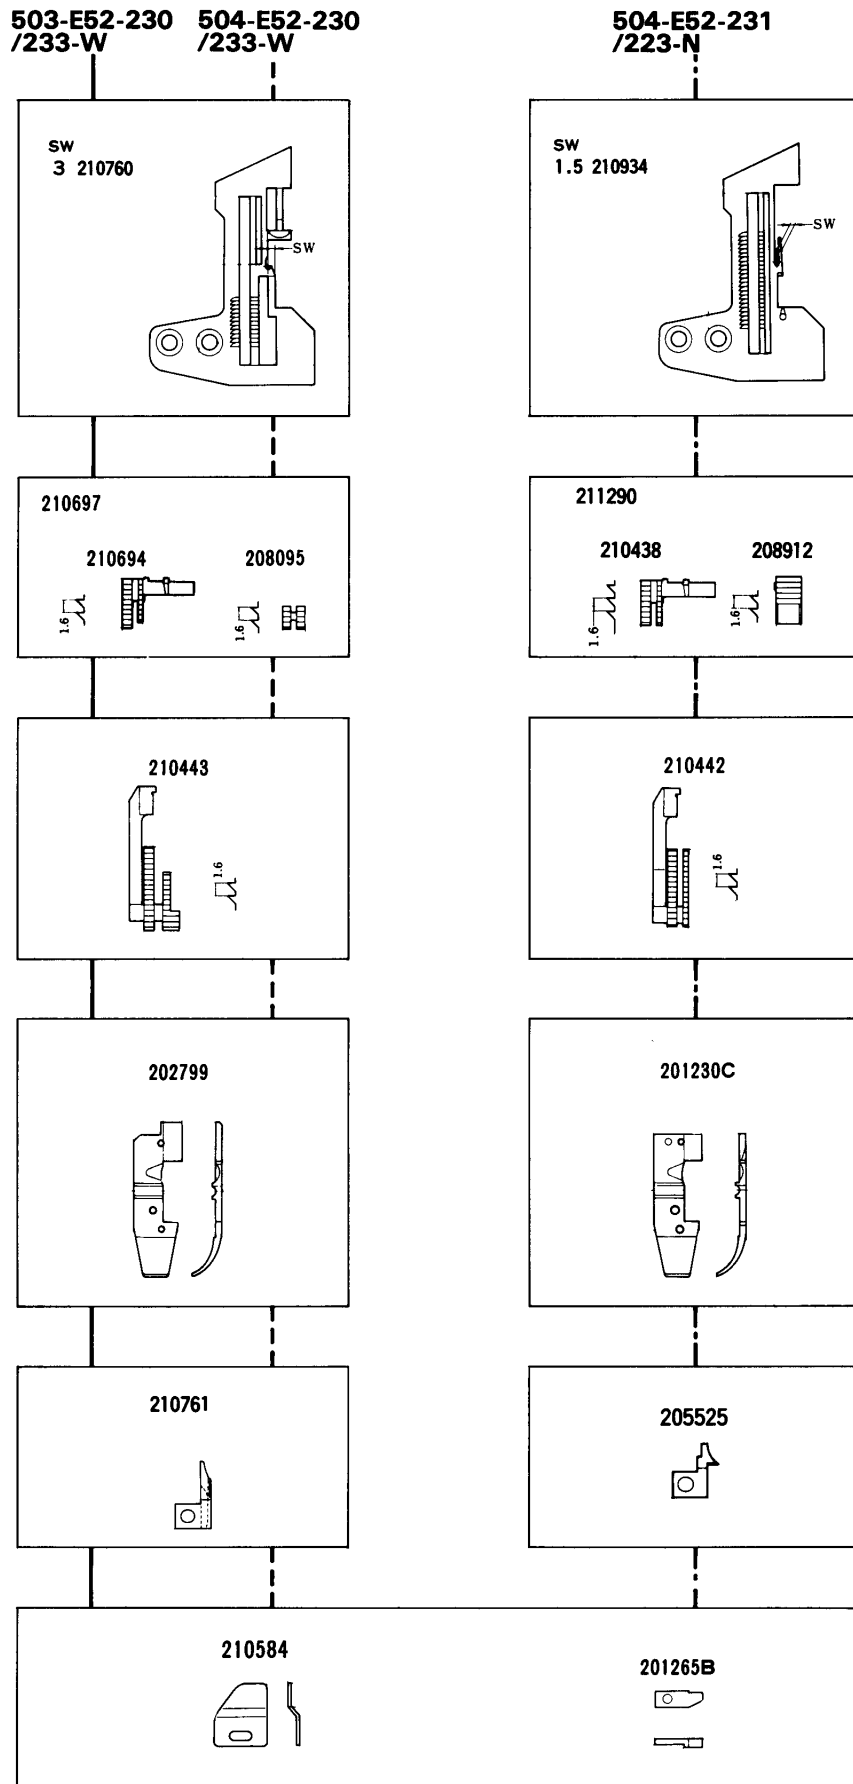 503-E52-230
/233-W
504-E52-230
/233-W
504-E52-231
/223-N
SW
3 210760
SW
SW
1.5 210934
SW
210697
210694
208095
1.6
1.6
211290
210438
208912
1.6
1.6
210443
1.6
210442
1.6
202799
201230C
210761
205525
210584
201265B